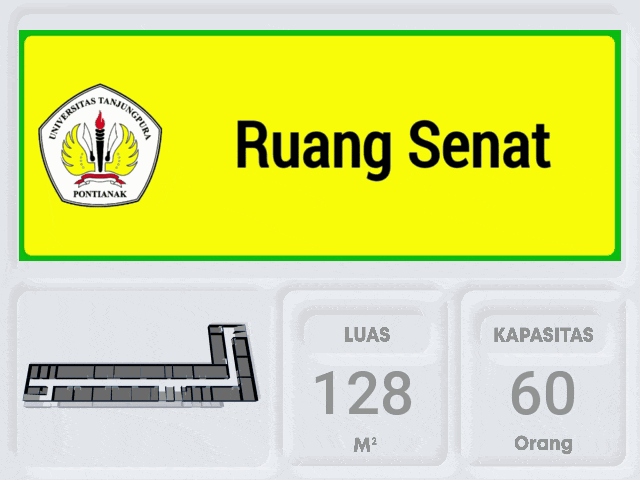 UNIVERSITAS TANJUNGPURA
PONTIANAK
Ruang Senat
LUAS
128
M²
KAPASITAS
60
Orang